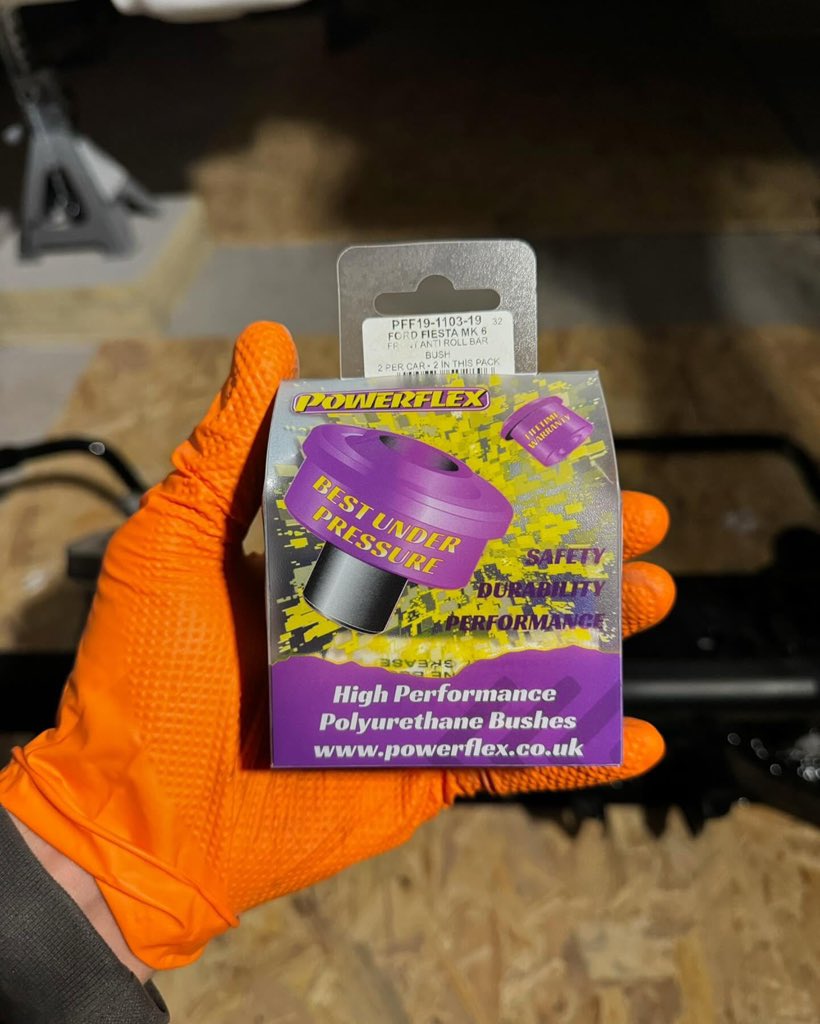 PFF19-1103-19 32
FORD FIESTA MK 6
FRONT ANTI ROLL BAR
BUSH
2 PER CAR - 2 IN THIS PACK
POWERFLEX
LIFETIME
WARRANTY
BEST UNDER
PRESSURE
SAFETY
DURABILITY
PERFORMANCE
GREASE
High Performance
Polyurethane Bushes
www.powerflex.co.uk